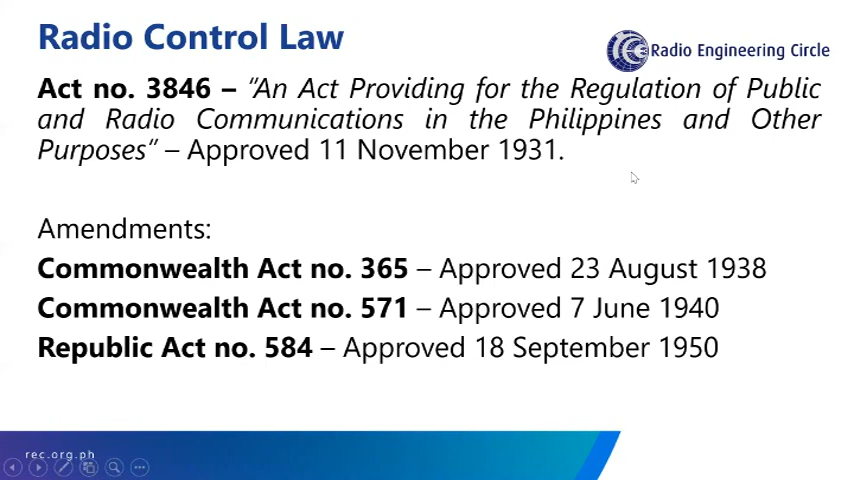 Radio Control Law
Radio Engineering Circle
Act no. 3846 – “An Act Providing for the Regulation of Public
and Radio Communications in the Philippines and Other
Purposes” – Approved 11 November 1931.
Amendments:
Commonwealth Act no. 365 – Approved 23 August 1938
Commonwealth Act no. 571 – Approved 7 June 1940
Republic Act no. 584 – Approved 18 September 1950
rec.org.ph